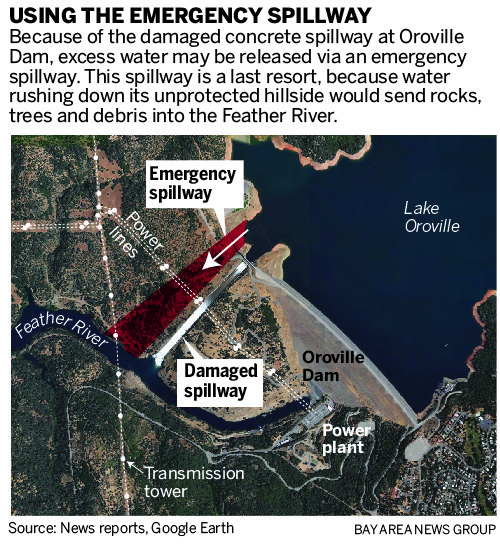 USING THE EMERGENCY SPILLWAY
Because of the damaged concrete spillway at Oroville
Dam, excess water may be released via an emergency
spillway. This spillway is a last resort, because water
rushing down its unprotected hillside would send rocks,
trees and debris into the Feather River.
Emergency
spillway
Lake
Oroville
Power
lines
Feather River
Damaged
spillway
Oroville
Dam
Power
plant
Transmission
tower
Source: News reports, Google Earth
BAY AREA NEWS GROUP